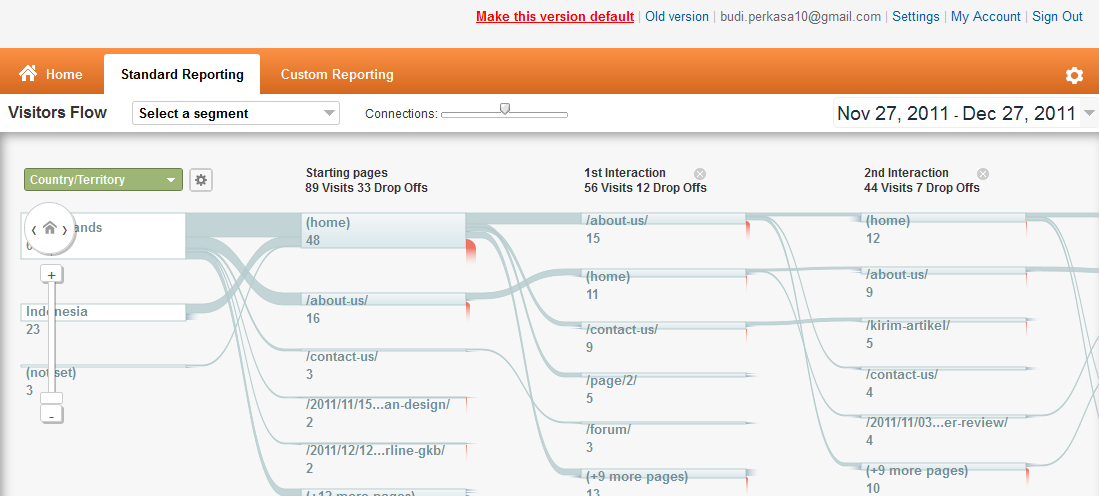 Make this version default | Old version | budi.perkasa10@gmail.com | Settings | My Account | Sign Out
Home Standard Reporting Custom Reporting
Visitors Flow Select a segment Connections: Nov 27, 2011 - Dec 27, 2011
Country/Territory
Starting pages
89 Visits 33 Drop Offs
1st Interaction
56 Visits 12 Drop Offs
2nd Interaction
44 Visits 7 Drop Offs
Indonesia
23
(not set)
3
+
-
(home)
48
/about-us/
16
/contact-us/
3
/2011/11/15...an-design/
2
/2011/12/12...rline-gkb/
2
(+12 more pages)
/about-us/
15
(home)
11
/contact-us/
9
/page/2/
5
/forum/
3
(+9 more pages)
13
(home)
12
/about-us/
9
/kirim-artikel/
5
/contact-us/
4
/2011/11/03...er-review/
4
(+9 more pages)
10